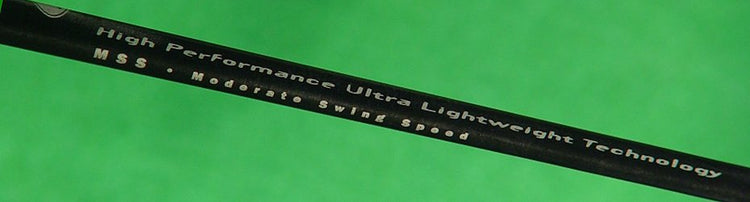 High Performance Ultra Lightweight Technology
MSS • Moderate Swing Speed